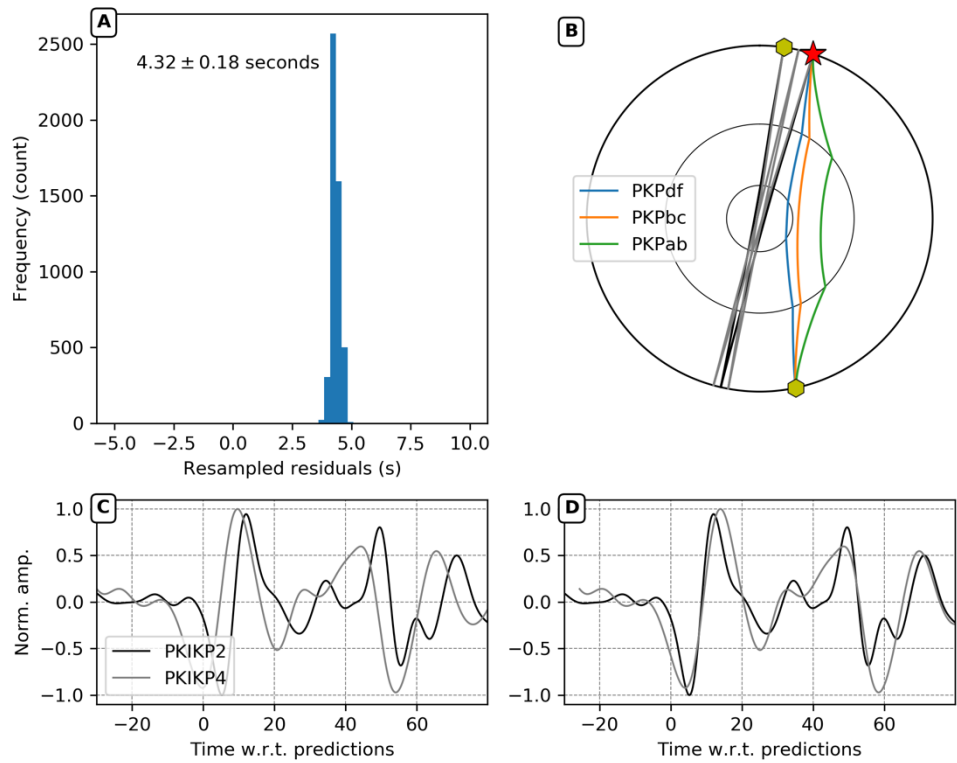 A
4.32 ± 0.18 seconds
Frequency (count)
2500
2000
1500
1000
500
0
−5.0 −2.5 0.0 2.5 5.0 7.5 10.0
Resampled residuals (s)
B
PKPdf
PKPbc
PKPab
C
Norm. amp.
1.0
0.5
0.0
−0.5
−1.0
PKIKP2
PKIKP4
−20 0 20 40 60
Time w.r.t. predictions
D
1.0
0.5
0.0
−0.5
−1.0
−20 0 20 40 60
Time w.r.t. predictions